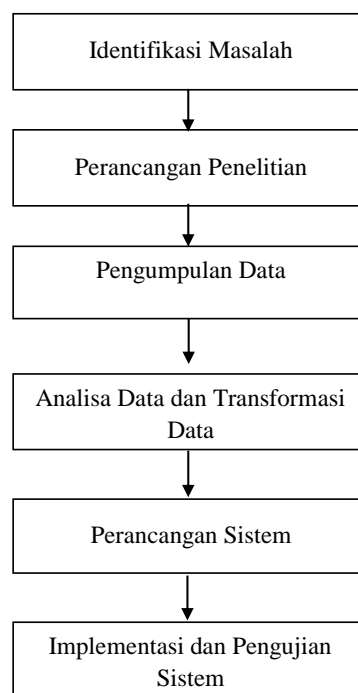 Identifikasi Masalah
Perancangan Penelitian
Pengumpulan Data
Analisa Data dan Transformasi
Data
Perancangan Sistem
Implementasi dan Pengujian
Sistem